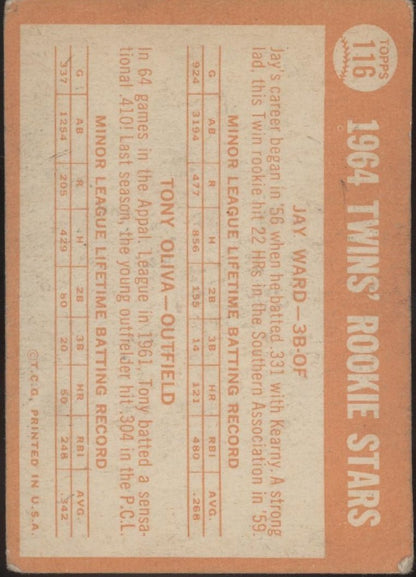 TOPPS
116
1964 TWINS' ROOKIE STARS
JAY WARD—3B-OF
Jay's career began in '56 when he batted .331 with Kearny. A strong
lad, this Twin rookie hit 22 HRs in the Southern Association in '59.
MINOR LEAGUE LIFETIME BATTING RECORD
G AB R H 2B 3B HR RBI AVG.
924 3194 477 856 155 14 121 480 .268
TONY OLIVA—OUTFIELD
In 64 games in the Appal. League in 1961, Tony batted a sensa-
tional .410! Last season, the young outfielder hit .304 in the P.C.L.
MINOR LEAGUE LIFETIME BATTING RECORD
G AB R H 2B 3B HR RBI AVG.
337 1254 205 429 80 20 50 248 .342
©T.C.G. PRINTED IN U.S.A.